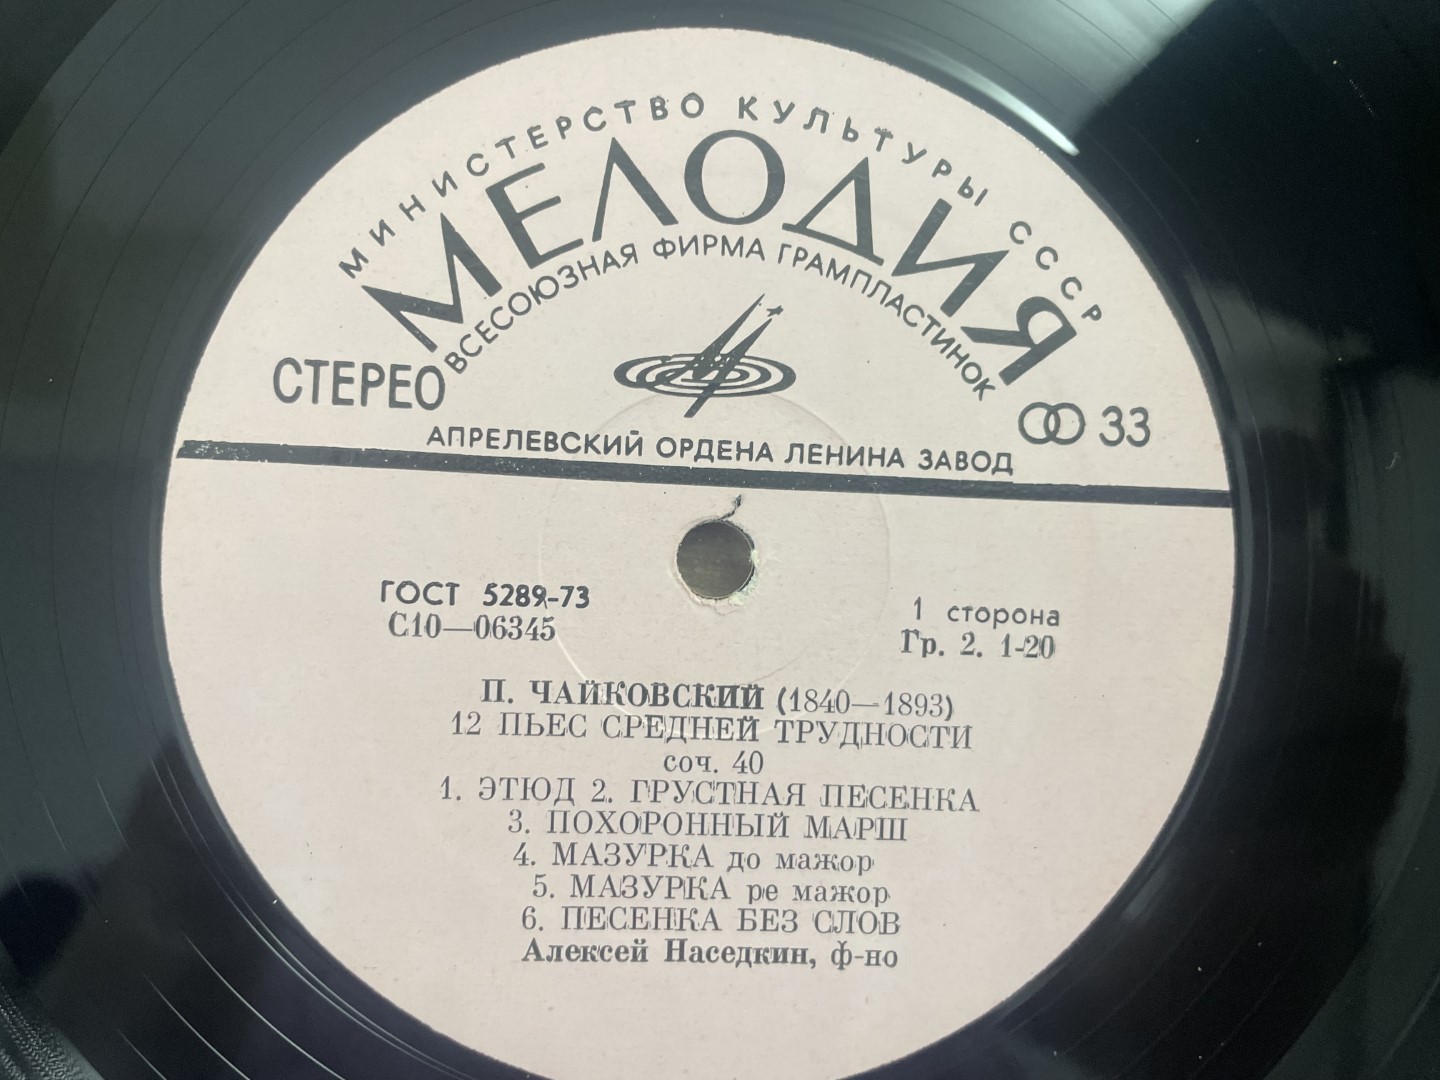 МИНИСТЕРСТВО КУЛЬТУРЫ СССР
МЕЛОДИЯ
ВСЕСОЮЗНАЯ ФИРМА ГРАМПЛАСТИНОК
СТЕРЕО
33
АПРЕЛЕВСКИЙ ОРДЕНА ЛЕНИНА ЗАВОД
ГОСТ 5289-73
С10—06345
1 сторона
Гр. 2. 1-20
П. ЧАЙКОВСКИЙ (1840—1893)
12 ПЬЕС СРЕДНЕЙ ТРУДНОСТИ
соч. 40
1. ЭТЮД 2. ГРУСТНАЯ ПЕСЕНКА
3. ПОХОРОННЫЙ МАРШ
4. МАЗУРКА до мажор
5. МАЗУРКА ре мажор
6. ПЕСЕНКА БЕЗ СЛОВ
Алексей Наседкин, ф-но